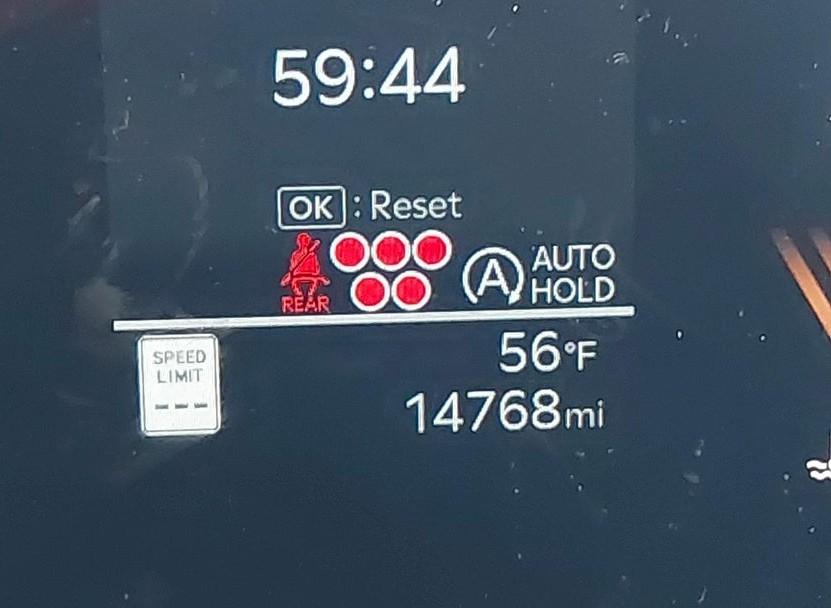 59:44
OK : Reset
REAR
A AUTO
HOLD
SPEED
LIMIT
---
56°F
14768mi